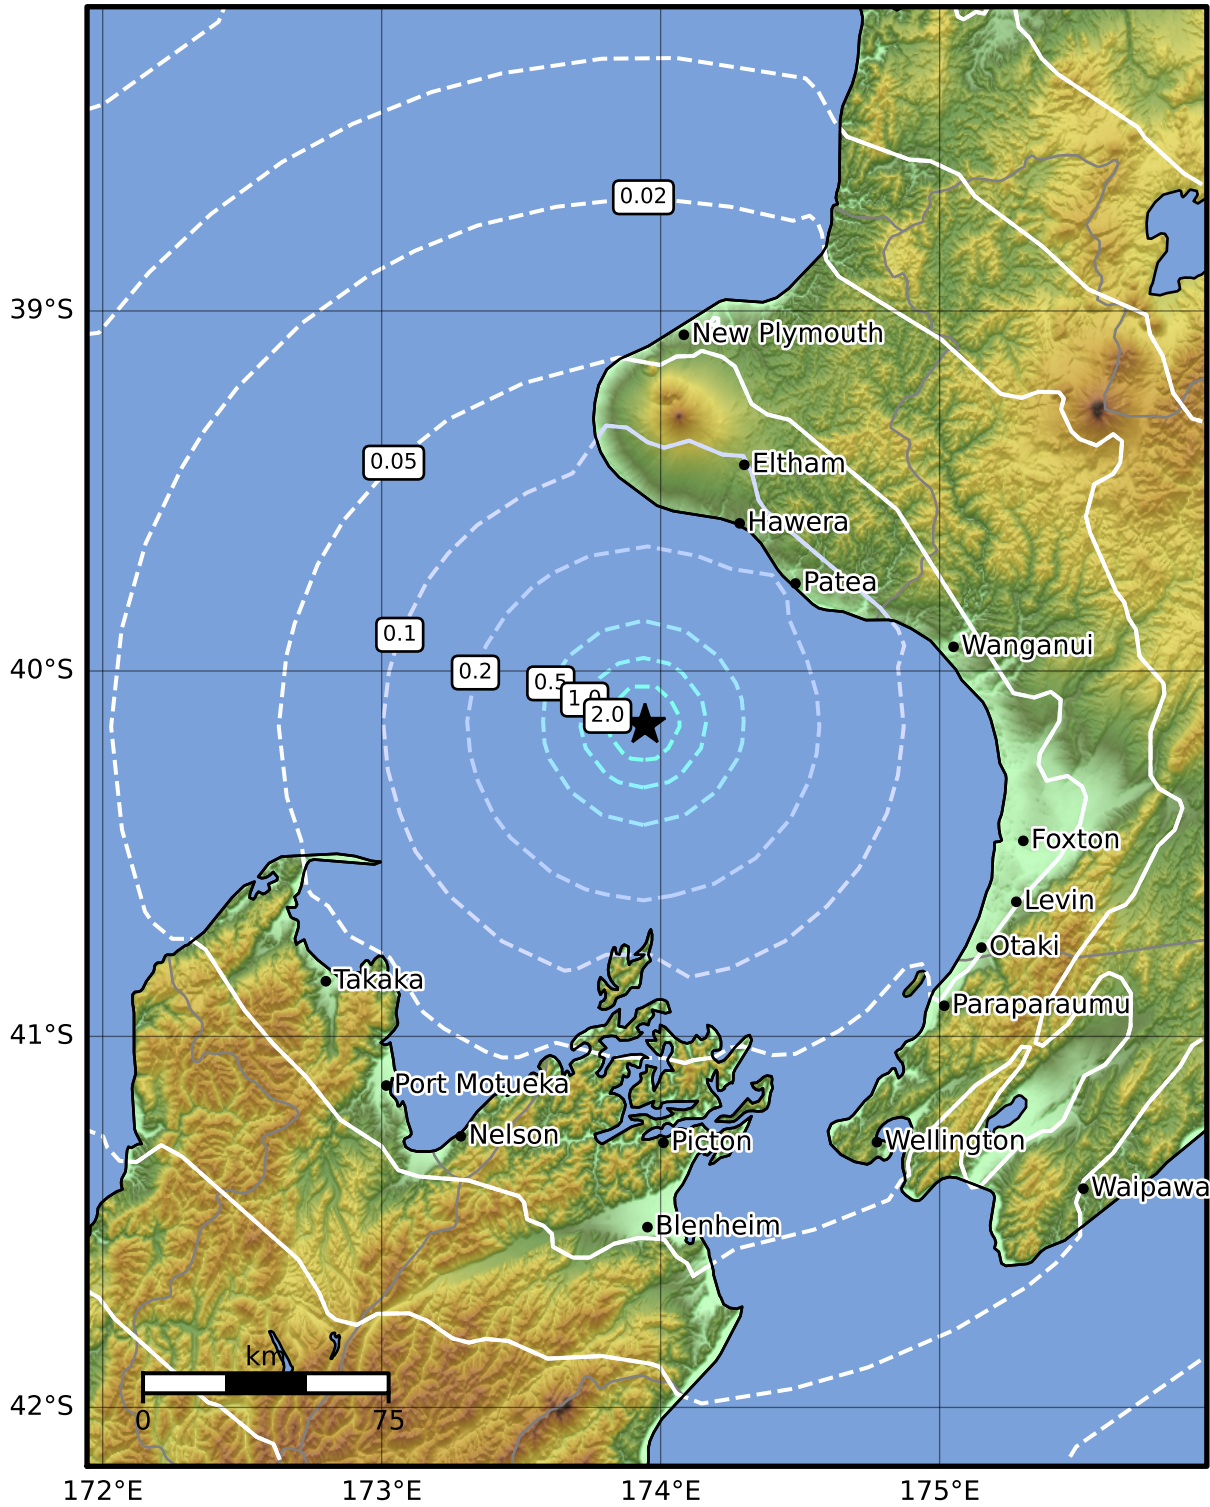 0.02
39°S
New Plymouth
0.05
Eltham
Hawera
Patea
0.1
Wanganui
40°S
0.2
0.5
1.0
2.0
Foxton
Levin
Otaki
Takaka
Paraparaumu
41°S
Port Motueka
Nelson
Picton
Wellington
Waipawa
Blenheim
km
0 75
42°S
172°E 173°E 174°E 175°E